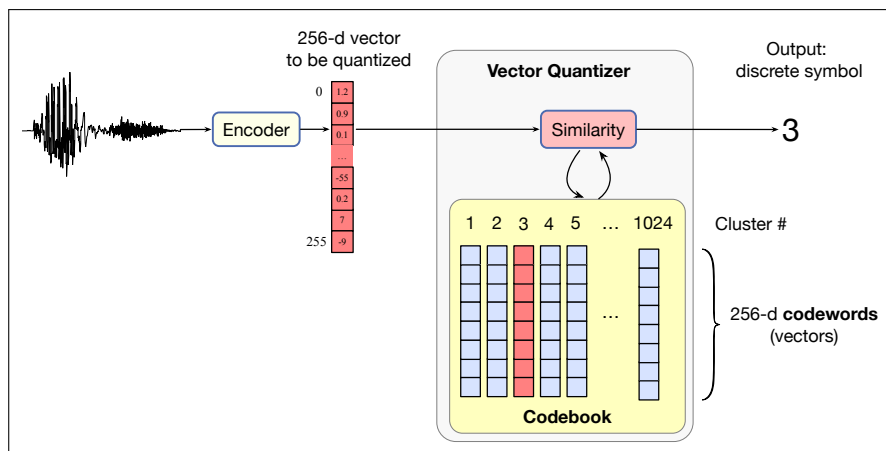 256-d vector
to be quantized
0
1.2
0.9
0.1
...
-55
0.2
7
255
-9
Encoder
Vector Quantizer
Similarity
Output:
discrete symbol
3
1 2 3 4 5 ... 1024
Cluster #
...
256-d codewords
(vectors)
Codebook